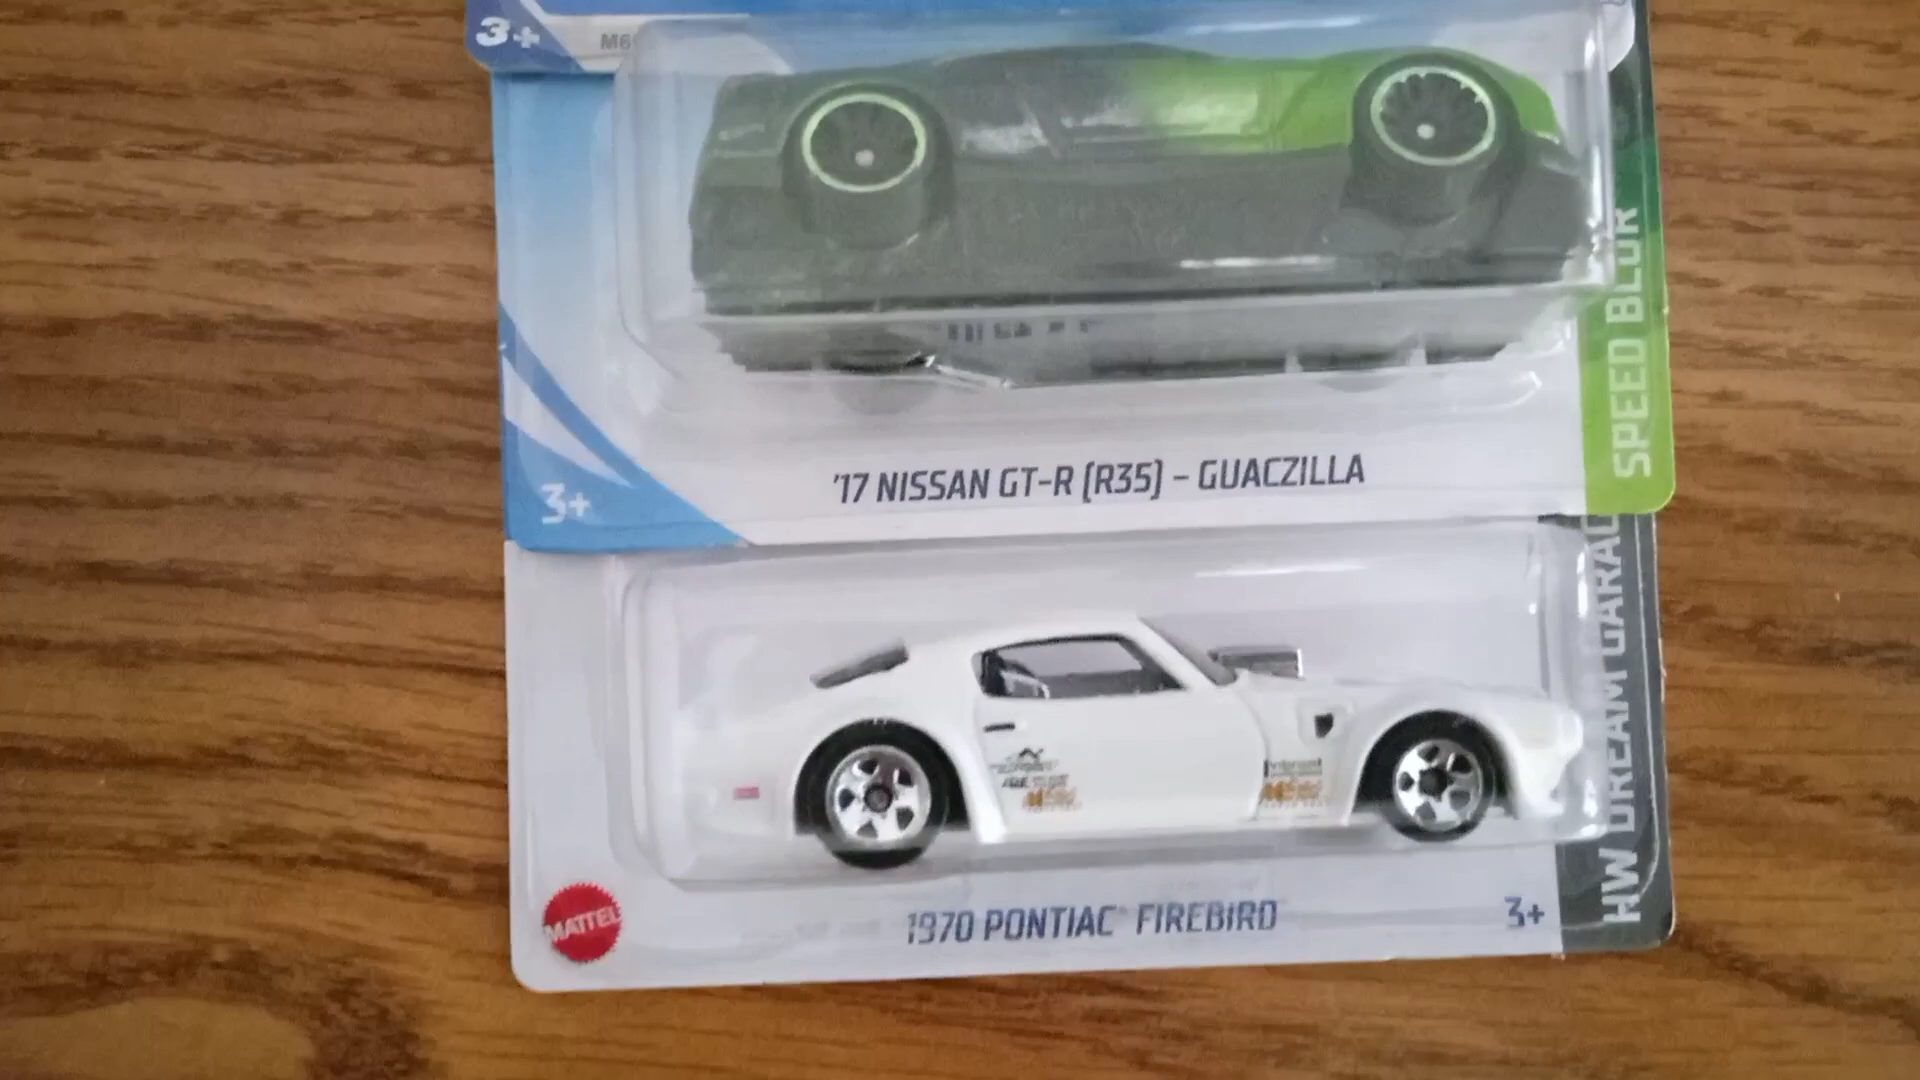 3+
SPEED BLUR
'17 NISSAN GT-R (R35) - GUACZILLA
3+
HW DREAM GARAG
MATTEL
1970 PONTIAC FIREBIRD
3+